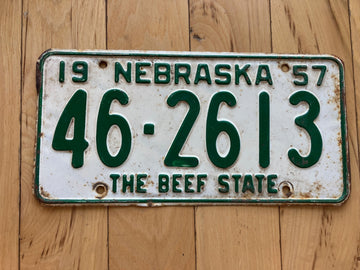 19 NEBRASKA 57
46·2613
THE BEEF STATE